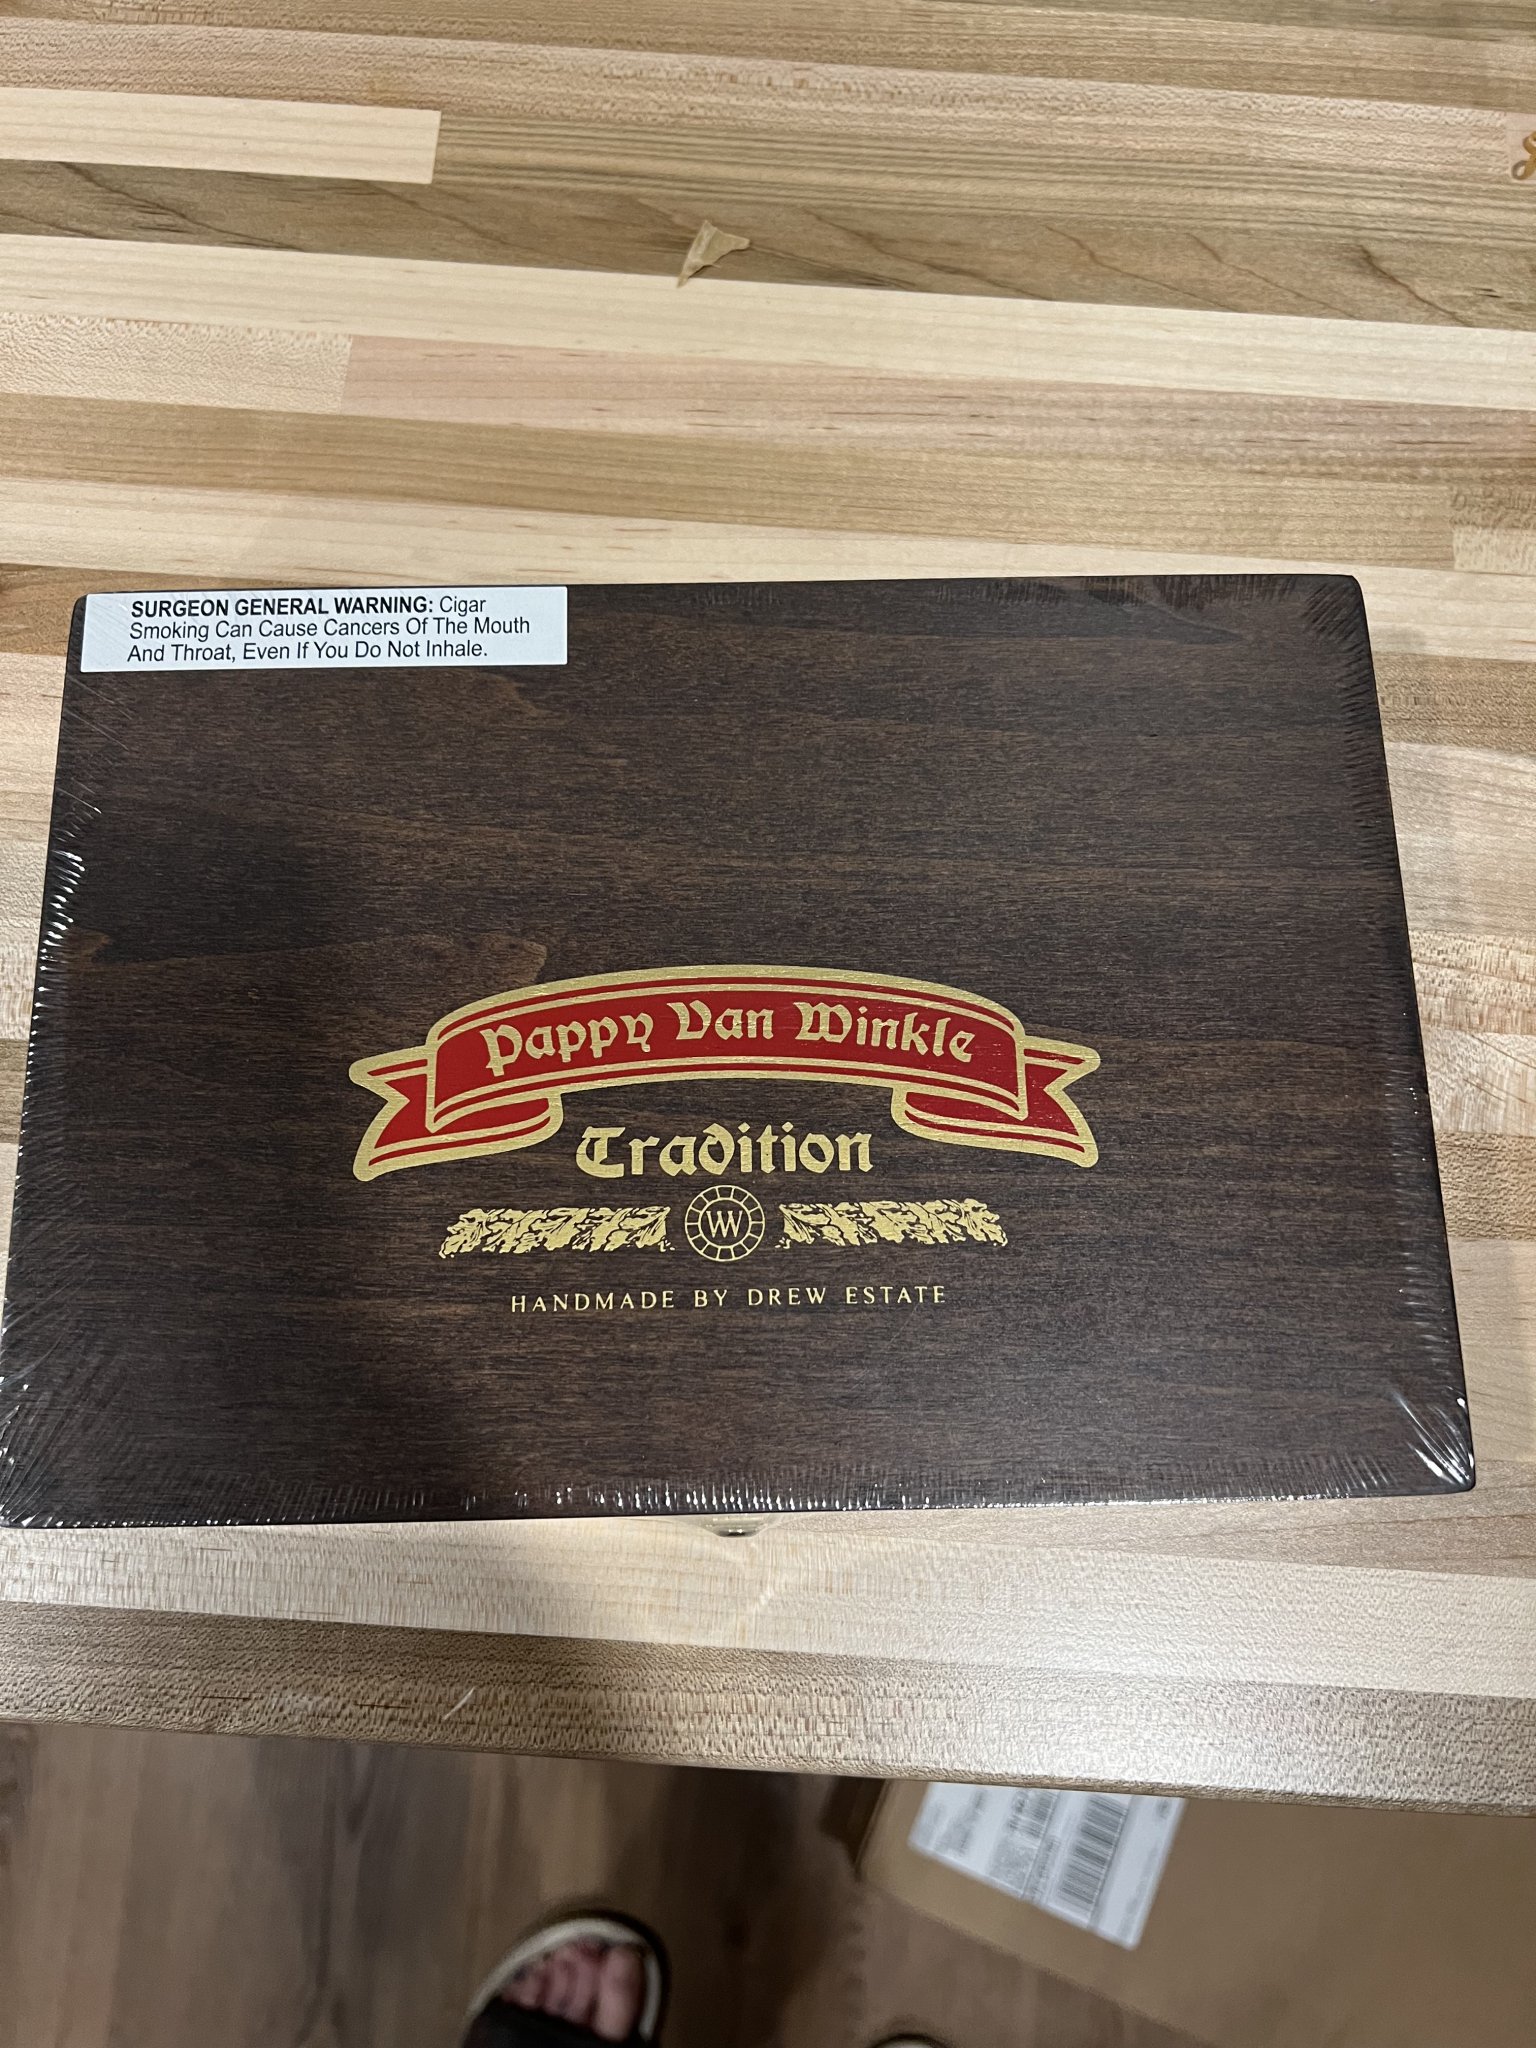 SURGEON GENERAL WARNING: Cigar
Smoking Can Cause Cancers Of The Mouth
And Throat, Even If You Do Not Inhale.
Pappy Van Winkle
Tradition
VW
HANDMADE BY DREW ESTATE